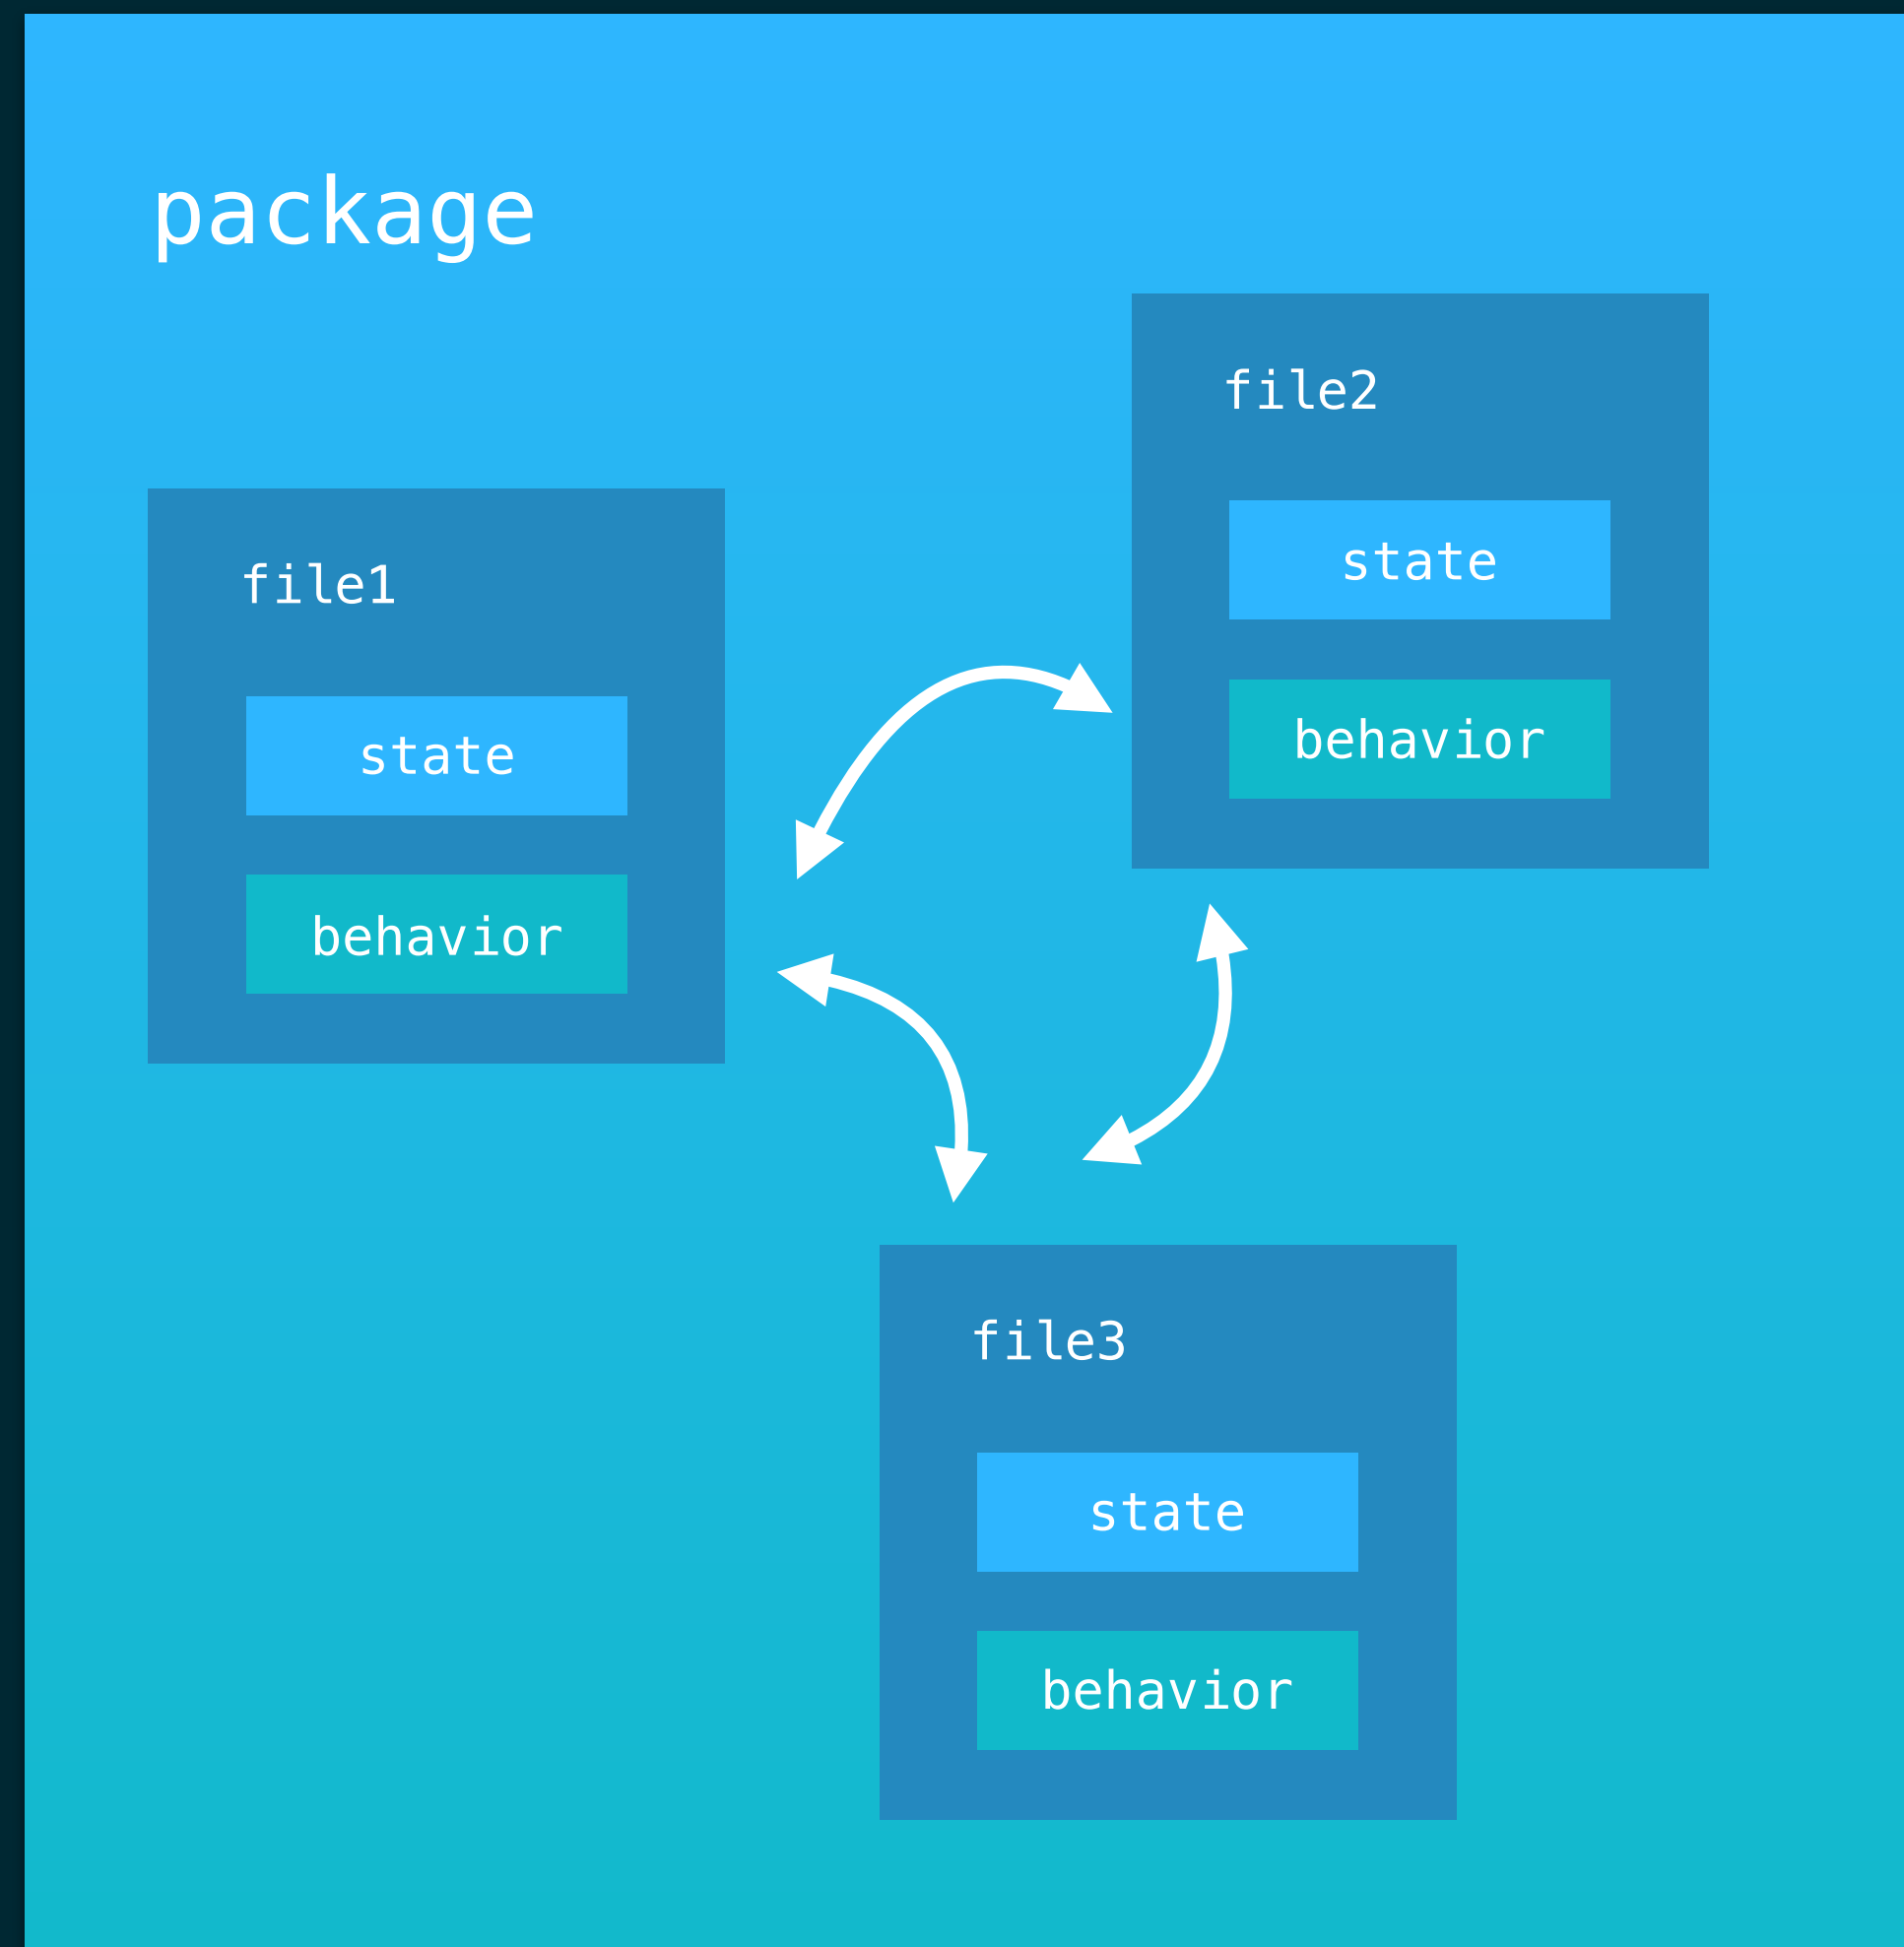 package
file1
state
behavior
file2
state
behavior
file3
state
behavior